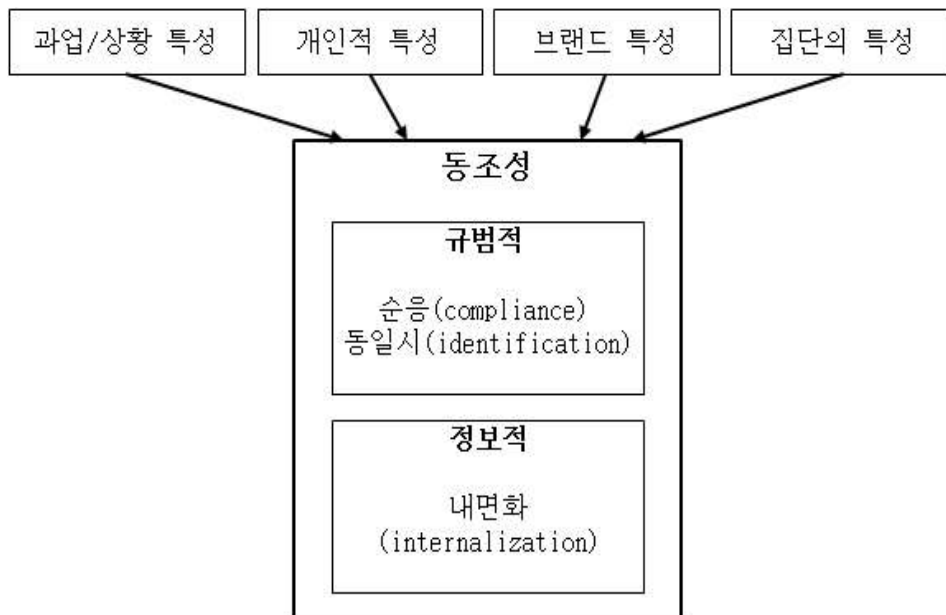 과업/상황 특성
개인적 특성
브랜드 특성
집단의 특성
동조성
규범적
순응(compliance)
동일시(identification)
정보적
내면화
(internalization)